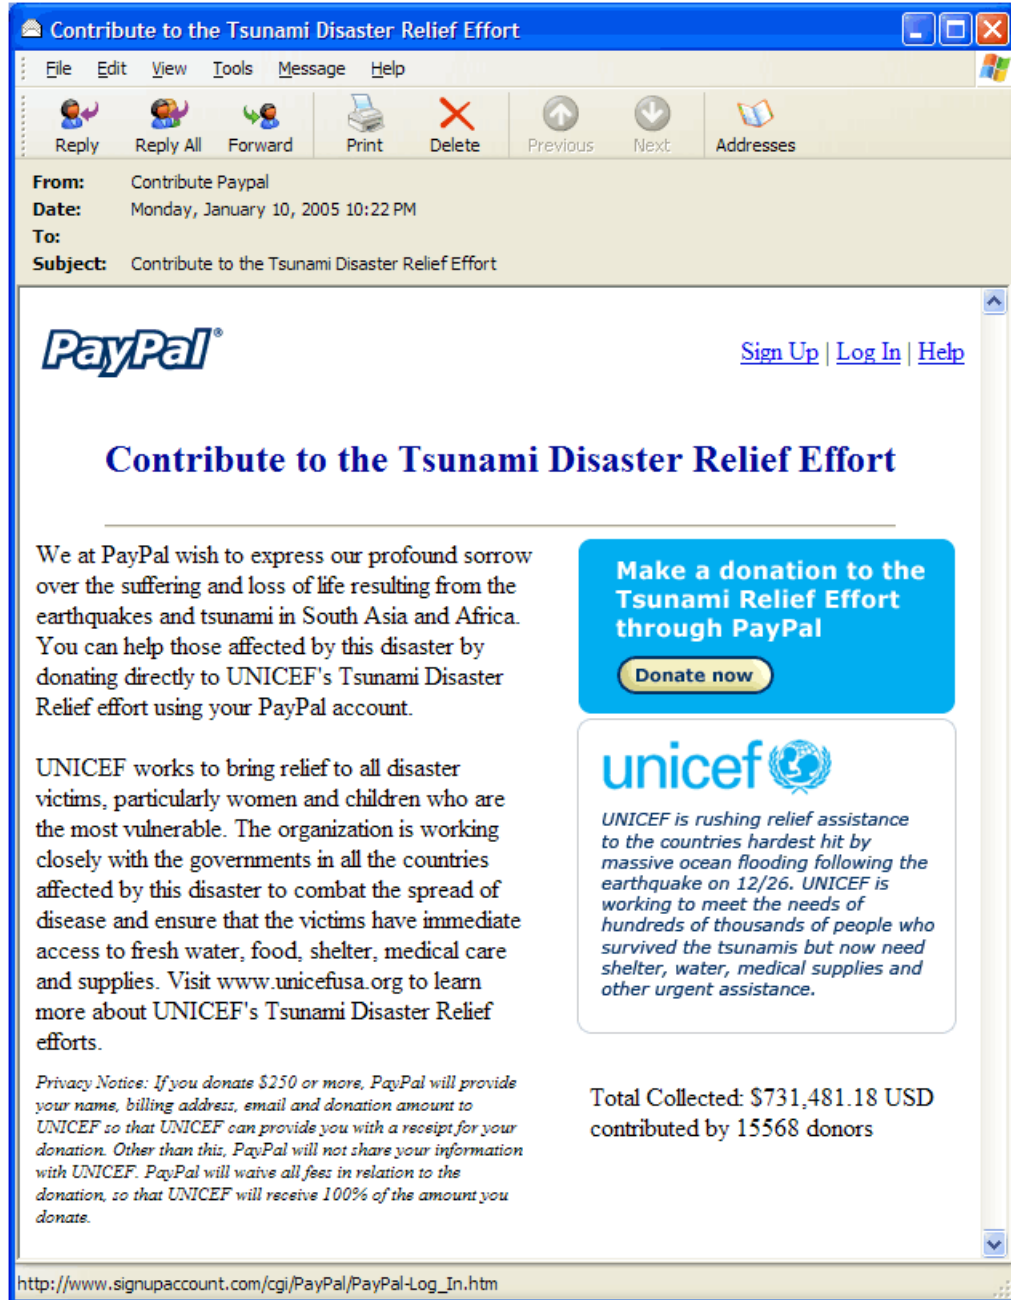 Contribute to the Tsunami Disaster Relief Effort
File Edit View Tools Message Help
Reply Reply All Forward Print Delete Previous Next Addresses
From: Contribute Paypal
Date: Monday, January 10, 2005 10:22 PM
To:
Subject: Contribute to the Tsunami Disaster Relief Effort
PayPal®
Sign Up | Log In | Help
Contribute to the Tsunami Disaster Relief Effort
We at PayPal wish to express our profound sorrow
over the suffering and loss of life resulting from the
earthquakes and tsunami in South Asia and Africa.
You can help those affected by this disaster by
donating directly to UNICEF's Tsunami Disaster
Relief effort using your PayPal account.
UNICEF works to bring relief to all disaster
victims, particularly women and children who are
the most vulnerable. The organization is working
closely with the governments in all the countries
affected by this disaster to combat the spread of
disease and ensure that the victims have immediate
access to fresh water, food, shelter, medical care
and supplies. Visit www.unicefusa.org to learn
more about UNICEF's Tsunami Disaster Relief
efforts.
Privacy Notice: If you donate $250 or more, PayPal will provide
your name, billing address, email and donation amount to
UNICEF so that UNICEF can provide you with a receipt for your
donation. Other than this, PayPal will not share your information
with UNICEF. PayPal will waive all fees in relation to the
donation, so that UNICEF will receive 100% of the amount you
donate.
Make a donation to the
Tsunami Relief Effort
through PayPal
Donate now
unicef
UNICEF is rushing relief assistance
to the countries hardest hit by
massive ocean flooding following the
earthquake on 12/26. UNICEF is
working to meet the needs of
hundreds of thousands of people who
survived the tsunamis but now need
shelter, water, medical supplies and
other urgent assistance.
Total Collected: $731,481.18 USD
contributed by 15568 donors
http://www.signupaccount.com/cgi/PayPal/PayPal-Log_In.htm